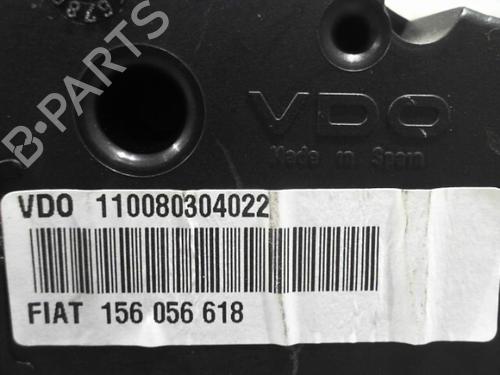 B-PARTS
VDO
Made in Spain
VDO 110080304022
FIAT 156 056 618